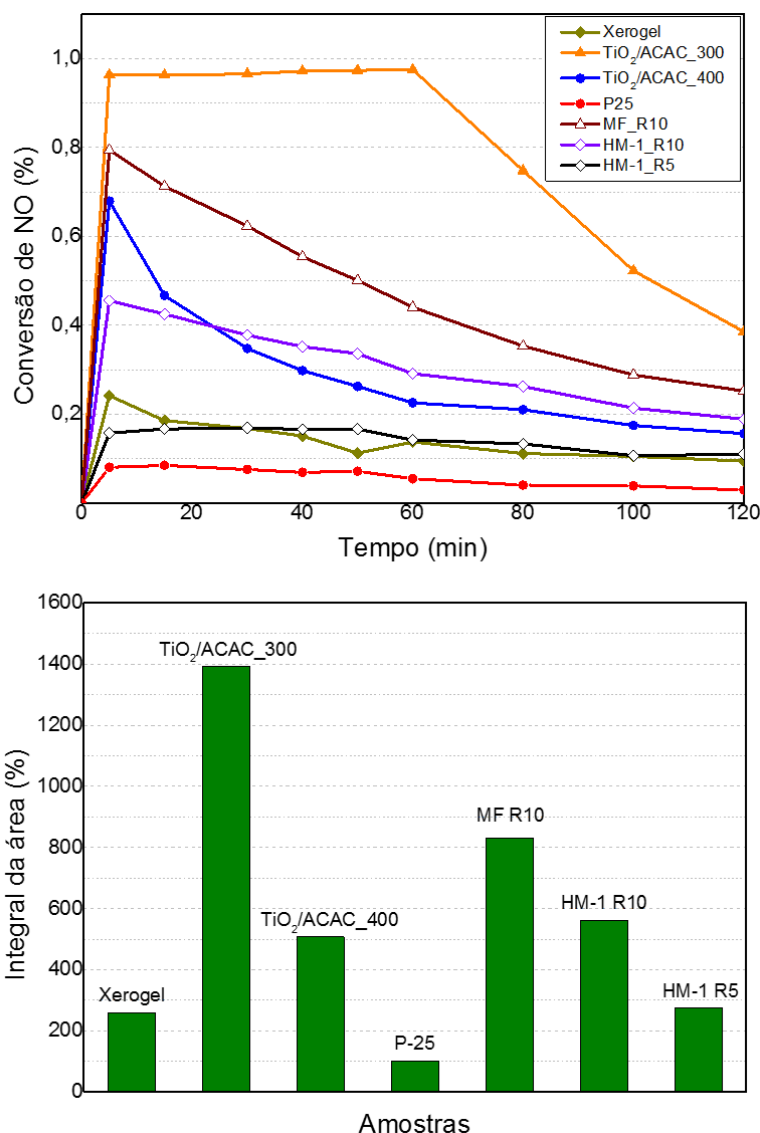 Conversão de NO (%)
1,0
0.8
0.6
0.4
0.2
0
0
20
40
60
80
100
120
Tempo (min)
Xerogel
TiO₂/ACAC_300
TiO₂/ACAC_400
P25
MF_R10
HM-1_R10
HM-1_R5
Integral da área (%)
1600
1400
1200
1000
800
600
400
200
0
Xerogel
TiO₂/ACAC_300
TiO₂/ACAC_400
P-25
MF R10
HM-1 R10
HM-1 R5
Amostras